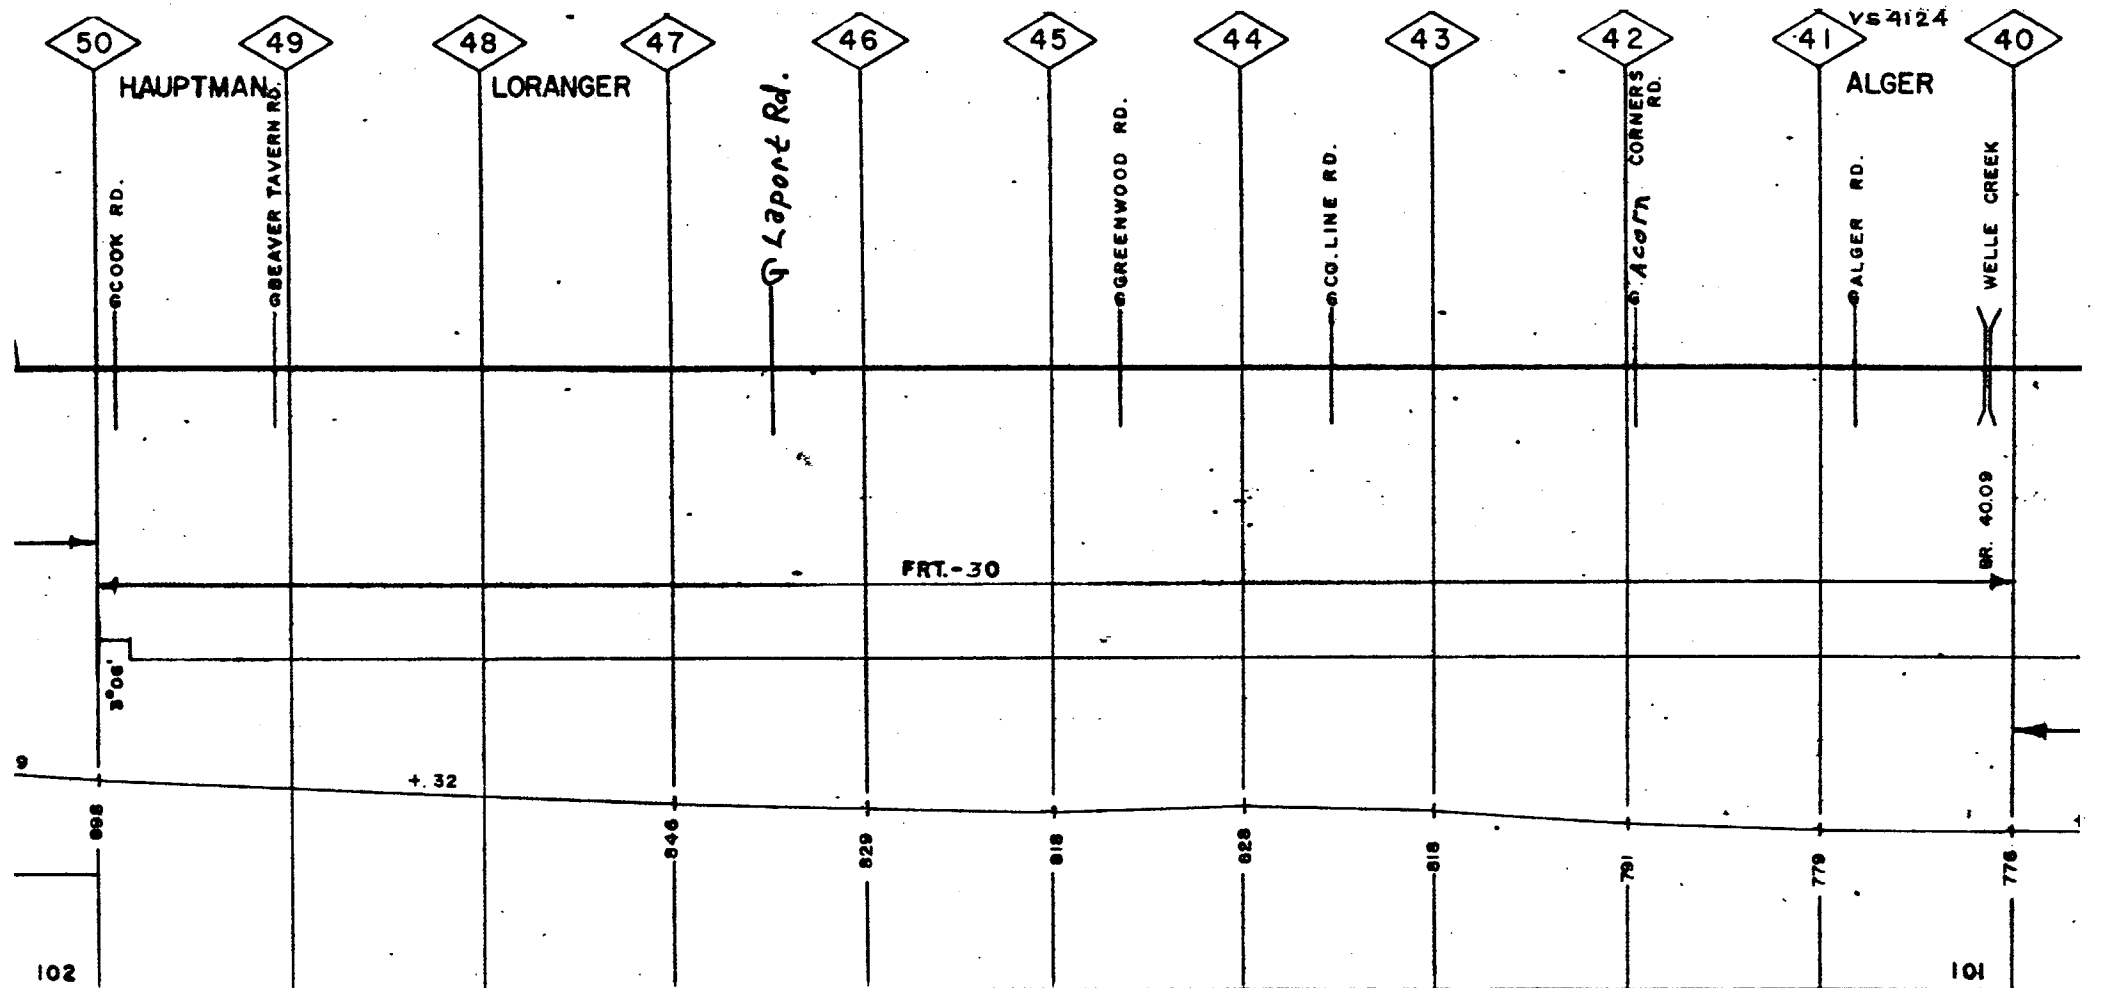 50 49 48 47 46 45 44 43 42 41 VS 4124 40
HAUPTMAN LORANGER ALGER
COOK RD.
BEAVER TAVERN RD.
Laport Rd.
GREENWOOD RD.
CO. LINE RD.
Acorn CORNERS RD.
ALGER RD.
WELLE CREEK
BR. 40.09
FRT.-30
3°06'
9
+.32
898 846 829 818 828 818 791 779 776
102 101